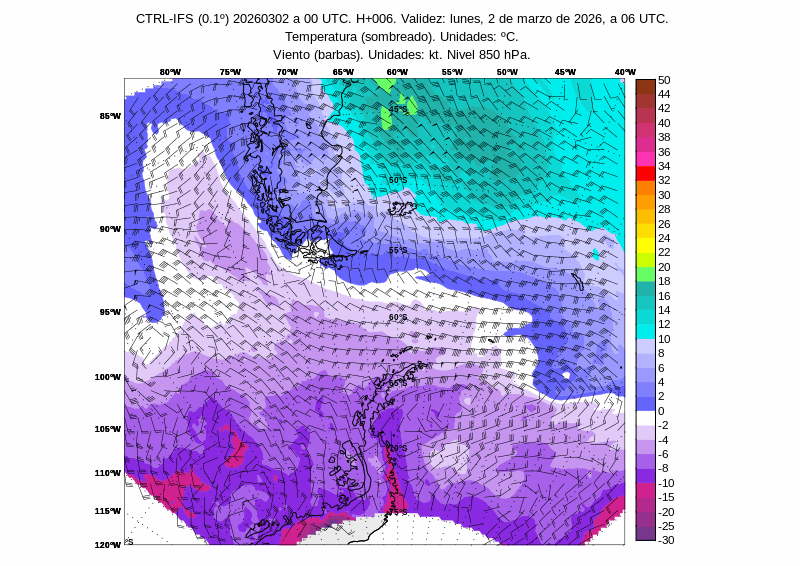 CTRL-IFS (0.1º) 20260302 a 00 UTC. H+006. Validez: lunes, 2 de marzo de 2026, a 06 UTC.
Temperatura (sombreado). Unidades: ºC.
Viento (barbas). Unidades: kt. Nivel 850 hPa.
80°W 75°W 70°W 65°W 60°W 55°W 50°W 45°W 40°W
85°W
90°W
95°W
100°W
105°W
110°W
115°W
120°W
45°S
50°S
55°S
60°S
65°S
70°S
75°S
°S
50
44
42
40
38
36
34
32
30
28
26
24
22
20
18
16
14
12
10
8
6
4
2
0
-2
-4
-6
-8
-10
-15
-20
-25
-30